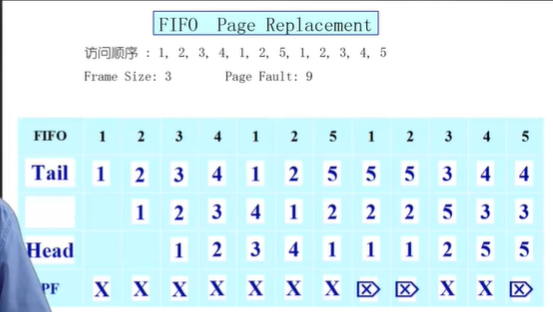 FIFO Page Replacement
访问顺序 : 1, 2, 3, 4, 1, 2, 5, 1, 2, 3, 4, 5
Frame Size: 3 Page Fault: 9
FIFO 1 2 3 4 1 2 5 1 2 3 4 5
Tail 1 2 3 4 1 2 5 5 5 3 4 4
1 2 3 4 1 2 2 2 5 3 3
Head 1 2 3 4 1 1 1 2 5 5
PF X X X X X X X X X X X X